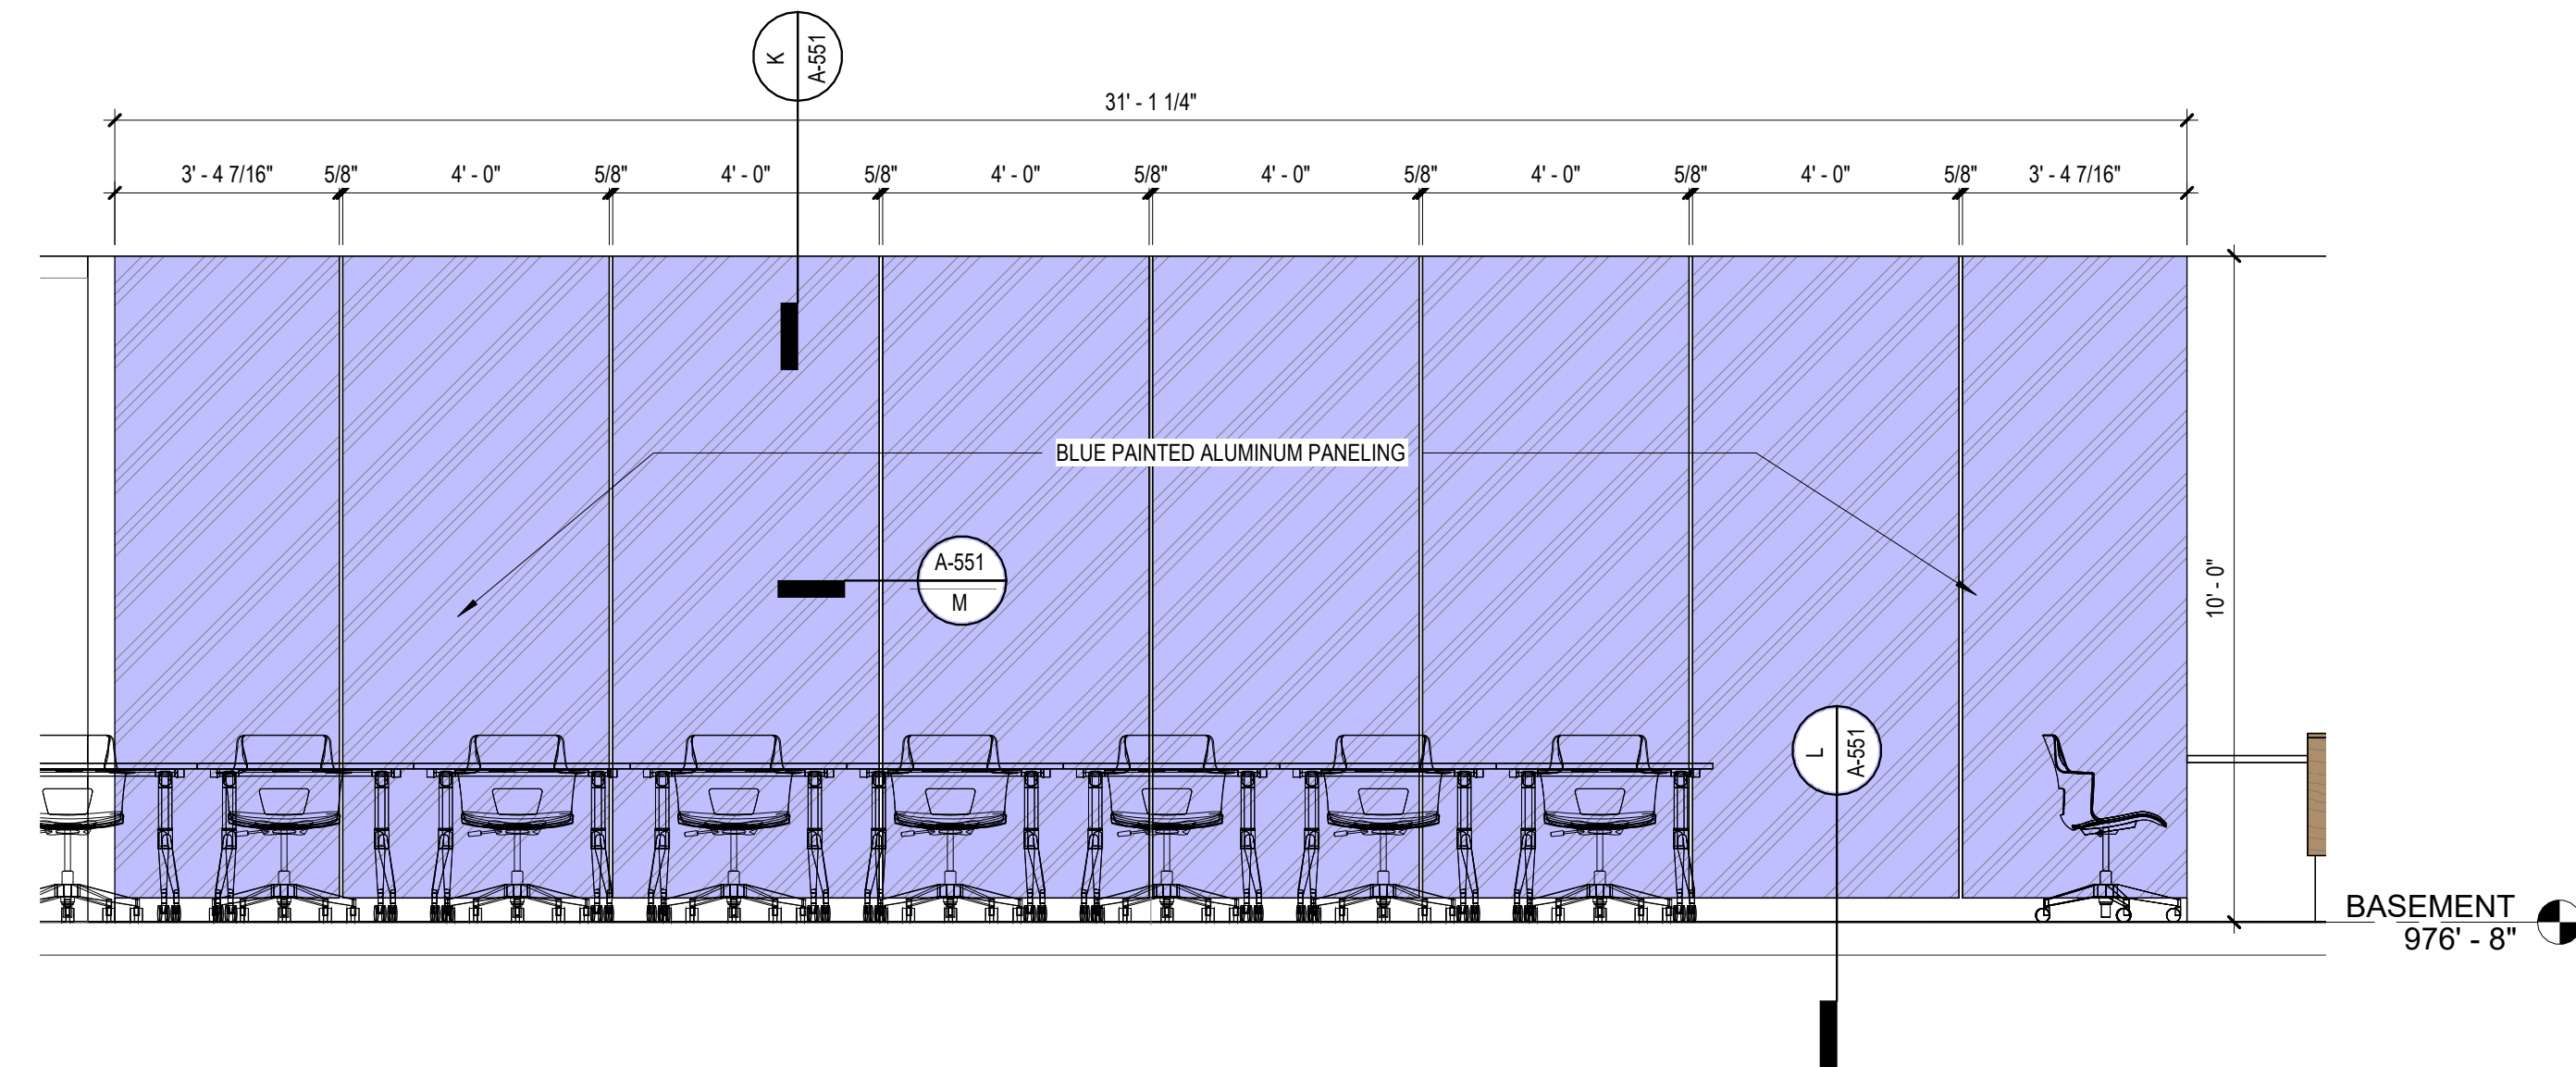 K
A-551
31' - 1 1/4"
3' - 4 7/16"
5/8"
4' - 0"
5/8"
4' - 0"
5/8"
4' - 0"
5/8"
4' - 0"
5/8"
4' - 0"
5/8"
4' - 0"
5/8"
3' - 4 7/16"
BLUE PAINTED ALUMINUM PANELING
A-551
M
10' - 0"
L
A-551
BASEMENT
976' - 8"